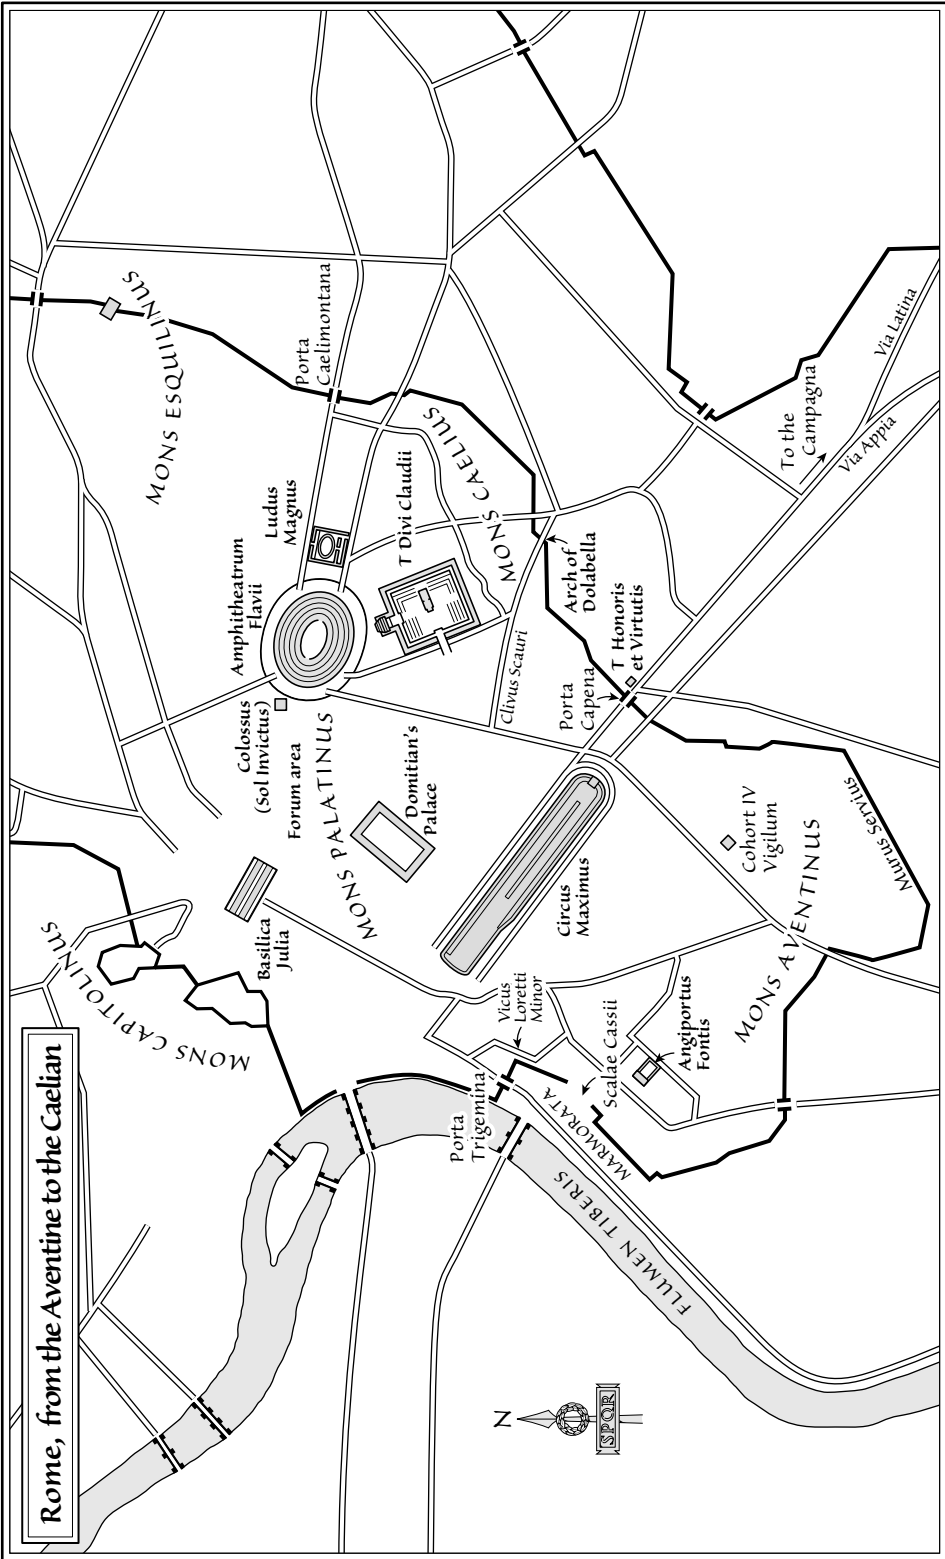 Rome, from the Aventine to the Caelian
MONS CAPITOLINUS
MONS ESQUILINUS
Basilica
Julia
Colossus
(Sol Invictus)
Forum area
Amphitheatrum
Flavii
Ludus
Magnus
Porta
Caelimontana
MONS PALATINUS
Domitian's
Palace
T Divi Claudii
MONS CAELIUS
Porta
Trigemina
Vicus
Loretti
Minor
Clivus Scauri
N
SPQR
FLUMEN TIBERIS
MARMORATA
Scalae Cassii
Circus
Maximus
Porta
Capena
Arch of
Dolabella
T Honoris
et Virtutis
Angiportus
Fontis
MONS AVENTINUS
Cohort IV
Vigilum
To the
Campagna
Via Appia
Via Latina
Murus Servius